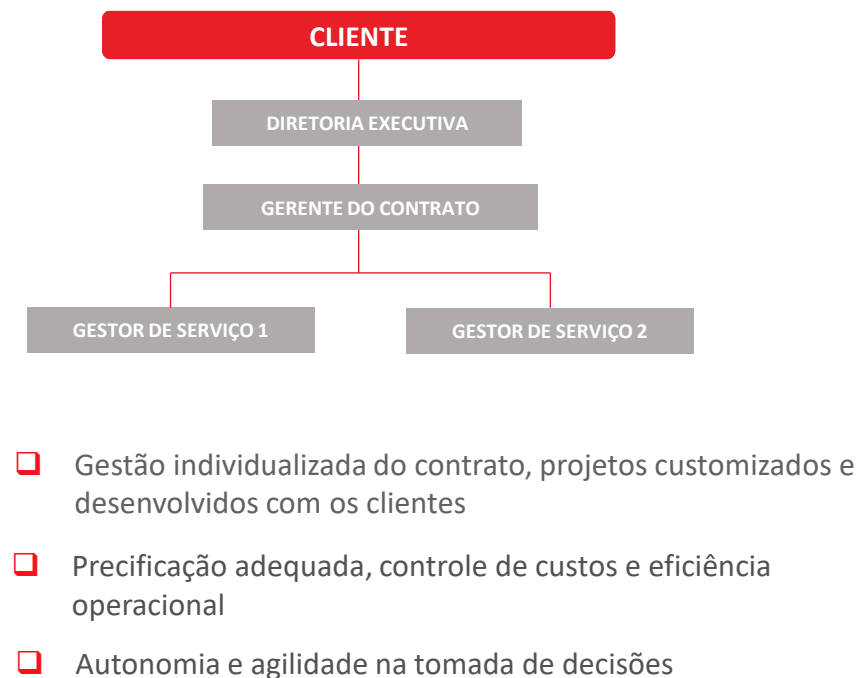 CLIENTE
DIRETORIA EXECUTIVA
GERENTE DO CONTRATO
GESTOR DE SERVIÇO 1
GESTOR DE SERVIÇO 2
Gestão individualizada do contrato, projetos customizados e
desenvolvidos com os clientes
Precificação adequada, controle de custos e eficiência
operacional
Autonomia e agilidade na tomada de decisões